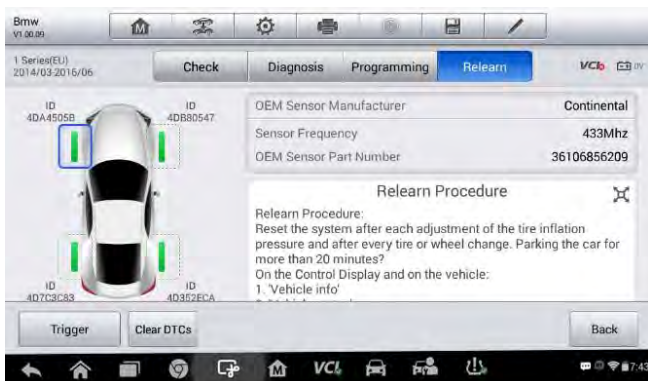 Bmw
V1.00.09
1 Series(EU)
2014/03-2016/06
Check
Diagnosis
Programming
Relearn
VCI
0V
ID
4DA4505B
ID
4DB80547
ID
4D7C3C83
ID
4D352ECA
OEM Sensor Manufacturer Continental
Sensor Frequency 433Mhz
OEM Sensor Part Number 36106856209
Relearn Procedure
Relearn Procedure:
Reset the system after each adjustment of the tire inflation
pressure and after every tire or wheel change. Parking the car for
more than 20 minutes?
On the Control Display and on the vehicle:
1. 'Vehicle info'
Trigger
Clear DTCs
Back
M
VCI
7:43